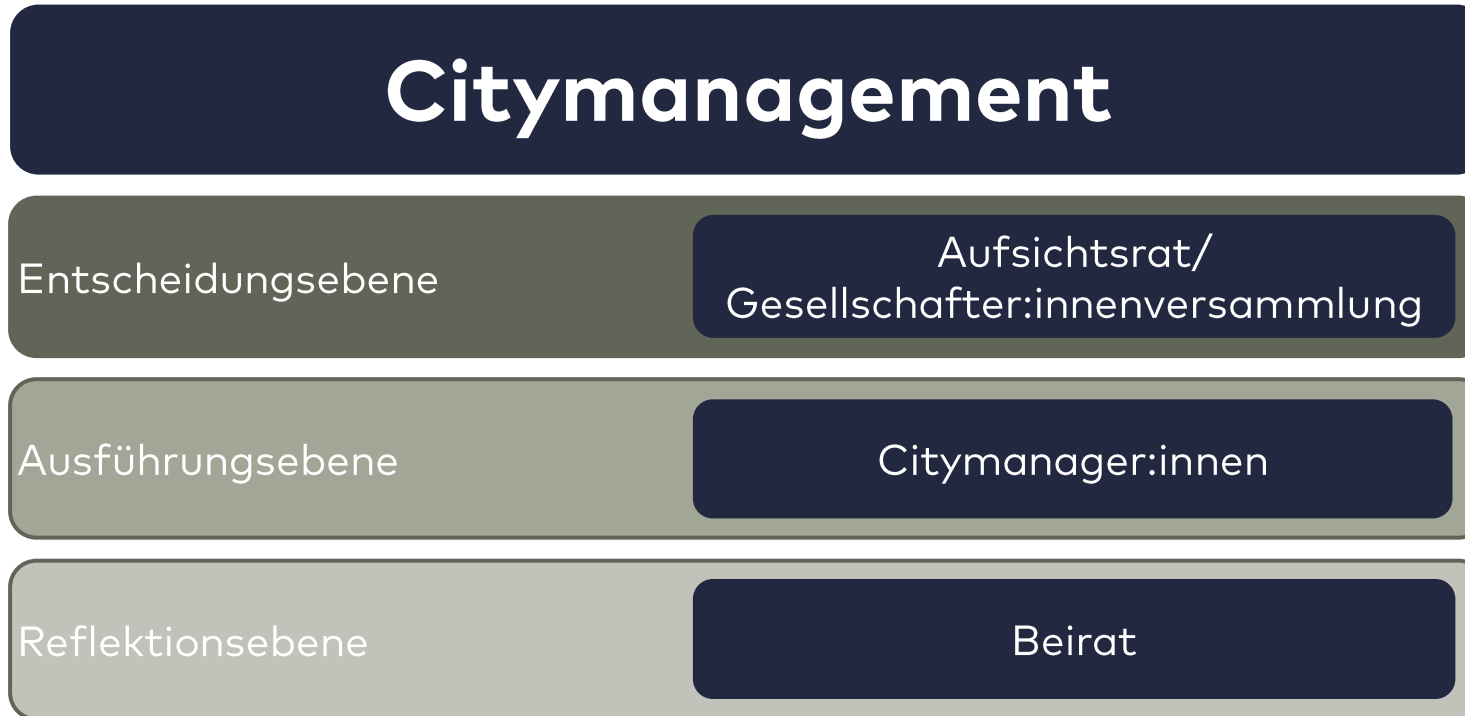 Citymanagement
Entscheidungsebene
Aufsichtsrat/
Gesellschafter:innenversammlung
Ausführungsebene
Citymanager:innen
Reflektionsebene
Beirat